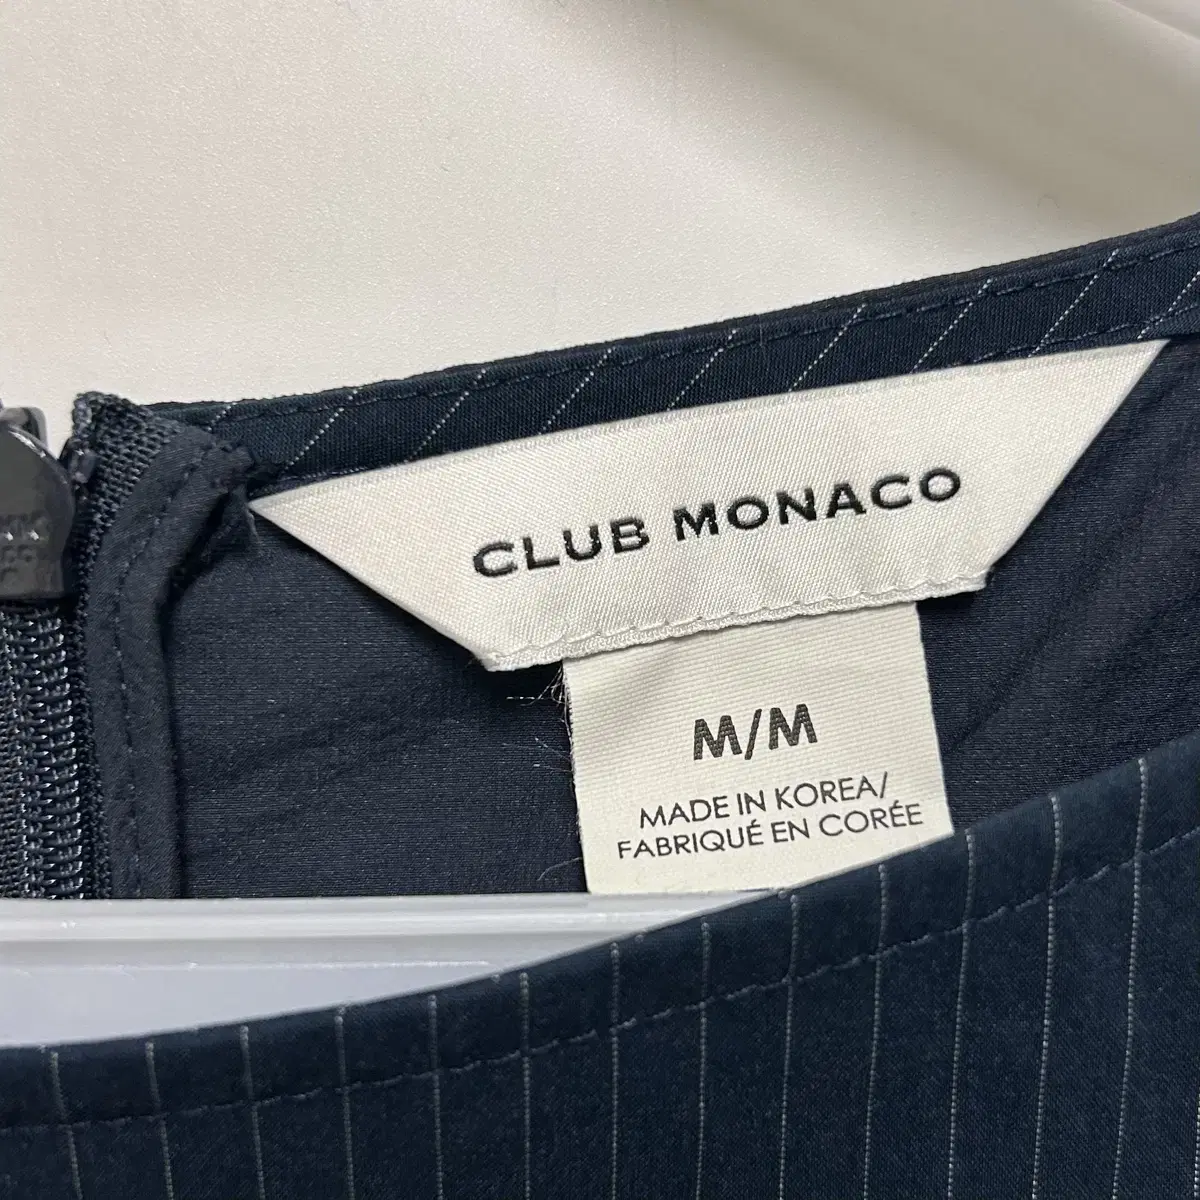 CLUB MONACO
M/M
MADE IN KOREA/
FABRIQUÉ EN CORÉE